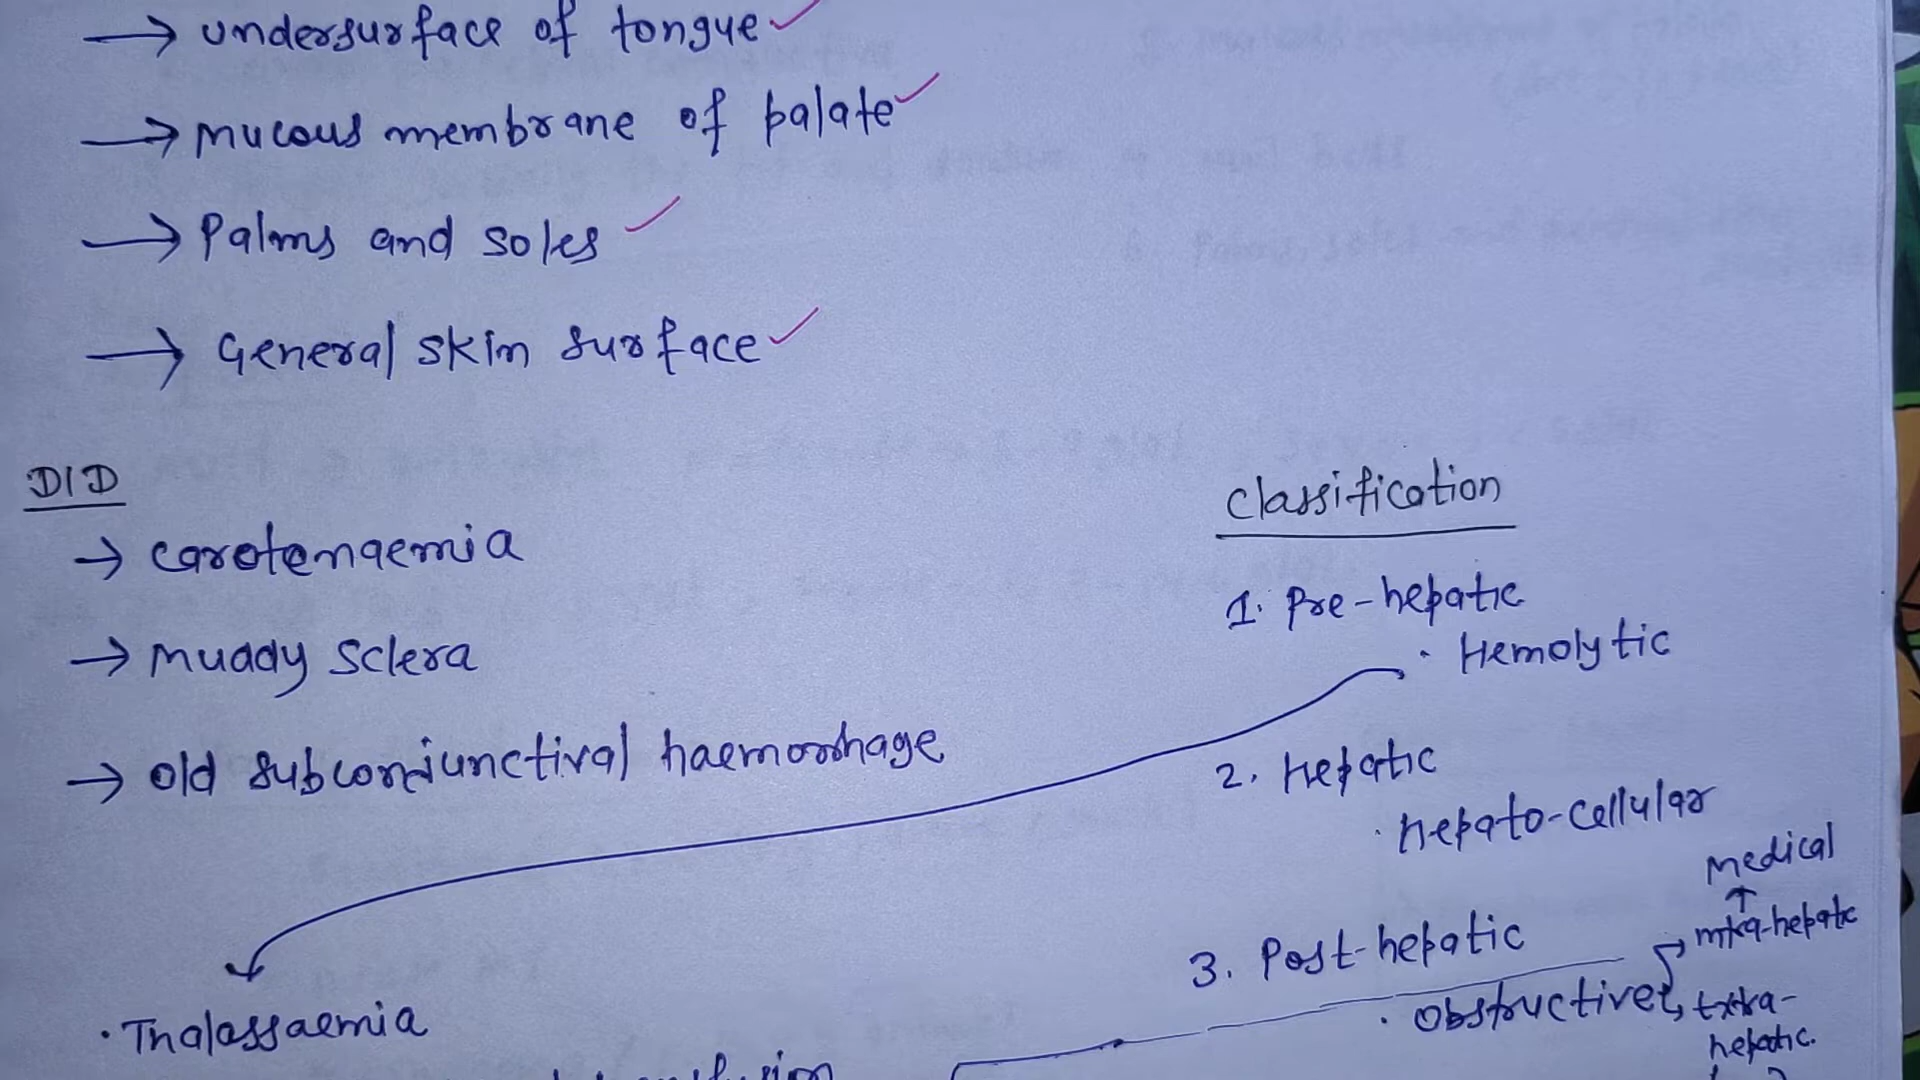 → undersurface of tongue ✓
→ mucous membrane of palate ✓
→ Palms and soles ✓
→ General skin surface ✓
D/D
→ carotenaemia
→ muddy sclera
→ old subconjunctival haemorrhage
· Thalassaemia
Classification
1. Pre-hepatic
· Hemolytic
2. Hepatic
· hepato-cellular
3. Post-hepatic
· Obstructive
Medical
↑
intra-hepatic
extra-
hepatic.